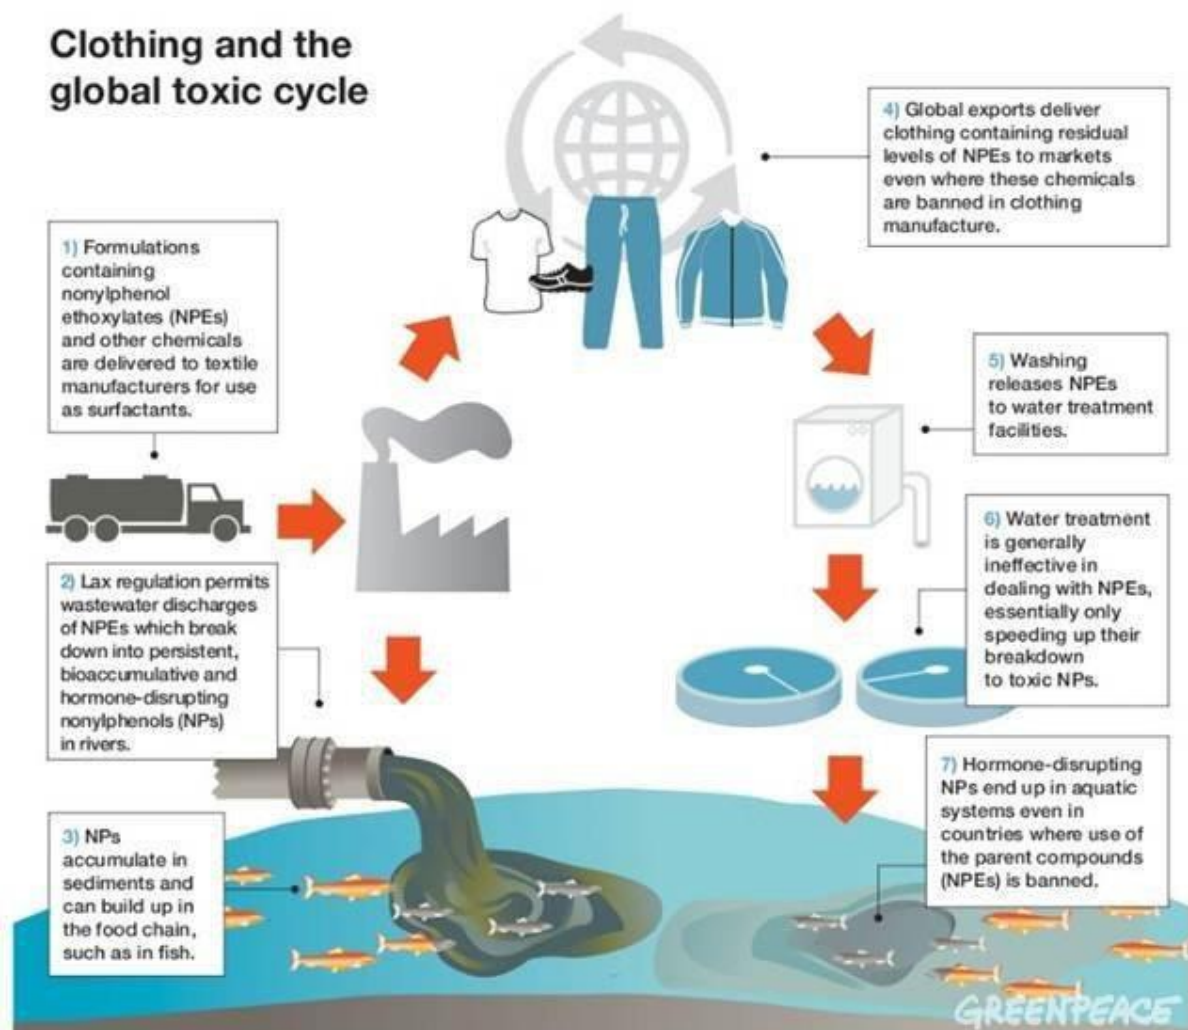 Clothing and the
global toxic cycle
1) Formulations
containing
nonylphenol
ethoxylates (NPEs)
and other chemicals
are delivered to textile
manufacturers for use
as surfactants.
2) Lax regulation permits
wastewater discharges
of NPEs which break
down into persistent,
bioaccumulative and
hormone-disrupting
nonylphenols (NPs)
in rivers.
3) NPs
accumulate in
sediments and
can build up in
the food chain,
such as in fish.
4) Global exports deliver
clothing containing residual
levels of NPEs to markets
even where these chemicals
are banned in clothing
manufacture.
5) Washing
releases NPEs
to water treatment
facilities.
6) Water treatment
is generally
ineffective in
dealing with NPEs,
essentially only
speeding up their
breakdown
to toxic NPs.
7) Hormone-disrupting
NPs end up in aquatic
systems even in
countries where use of
the parent compounds
(NPEs) is banned.
GREENPEACE